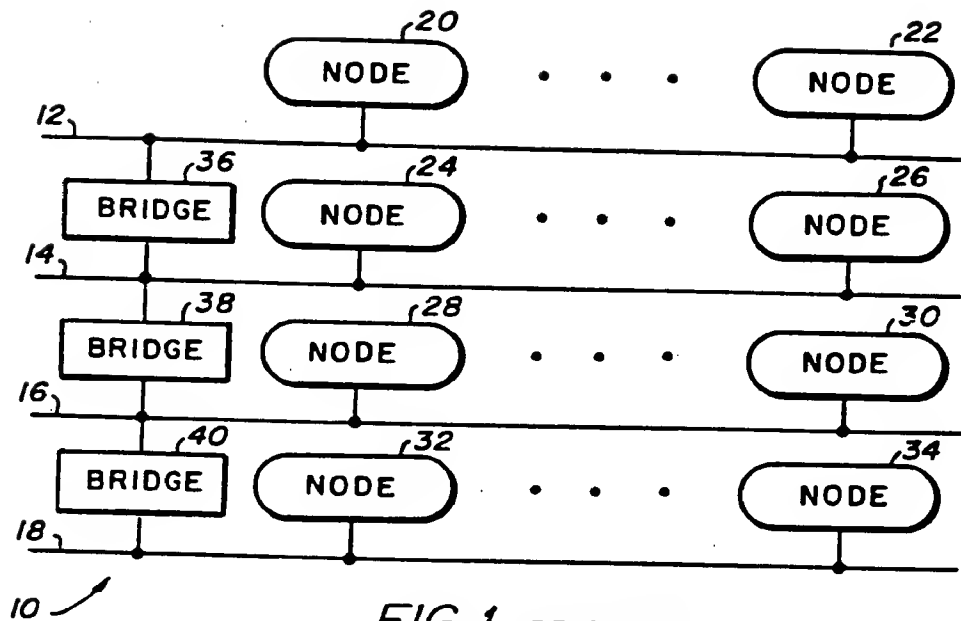 20 22
NODE . . . NODE
12
36 24 26
BRIDGE NODE . . . NODE
14
38 28 30
BRIDGE NODE . . . NODE
16
40 32 34
BRIDGE NODE . . . NODE
18
10
FIG. 1